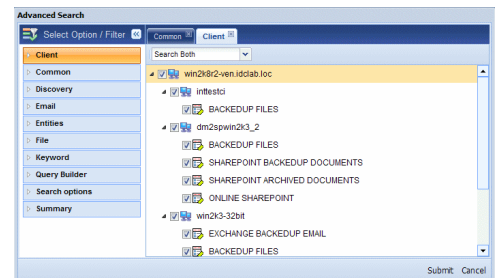 Advanced Search
Select Option / Filter
Common
Client
Client
Common
Discovery
Email
Entities
File
Keyword
Query Builder
Search options
Summary
Search Both
win2k8r2-ven.idclab.loc
inttestci
BACKEDUP FILES
dm2spwin2k3_2
BACKEDUP FILES
SHAREPOINT BACKEDUP DOCUMENTS
SHAREPOINT ARCHIVED DOCUMENTS
ONLINE SHAREPOINT
win2k3-32bit
EXCHANGE BACKEDUP EMAIL
BACKEDUP FILES
Submit Cancel